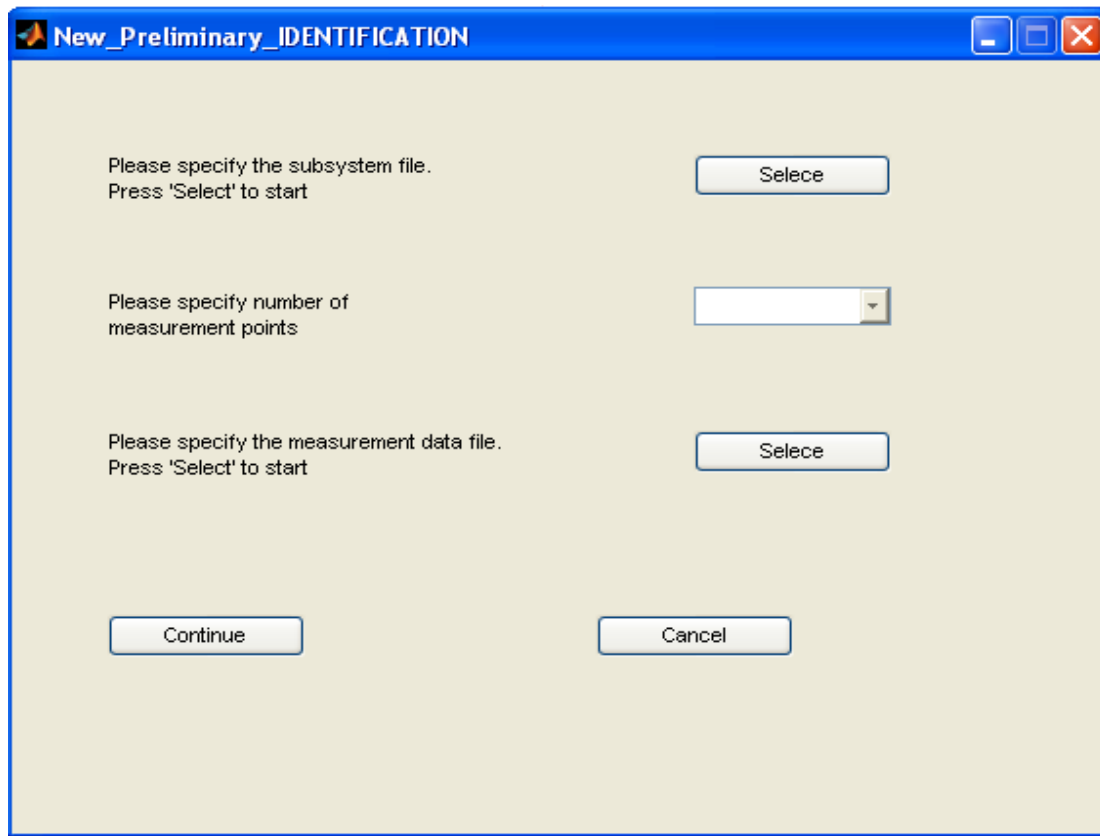 New_Preliminary_IDENTIFICATION
Please specify the subsystem file.
Press 'Select' to start
Selece
Please specify number of
measurement points
Please specify the measurement data file.
Press 'Select' to start
Selece
Continue
Cancel